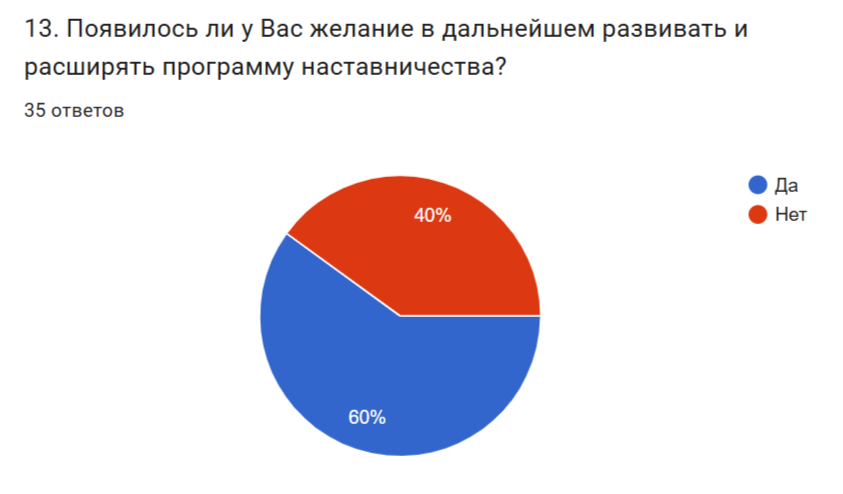 13. Появилось ли у Вас желание в дальнейшем развивать и
расширять программу наставничества?
35 ответов
Да
Нет
40%
60%